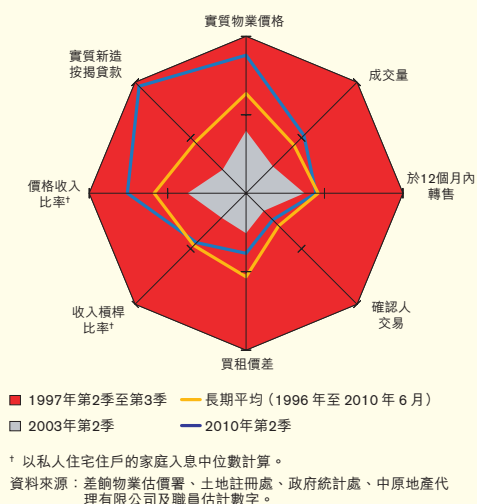 實質物業價格
實質新造
按揭貸款
成交量
價格收入
比率†
於12個月內
轉售
收入槓桿
比率†
確認人
交易
買租價差
1997年第2季至第3季
長期平均（1996 年至 2010 年 6 月）
2003年第2季
2010年第2季
† 以私人住宅住戶的家庭入息中位數計算。
資料來源：差餉物業估價署、土地註冊處、政府統計處、中原地產代
理有限公司及職員估計數字。